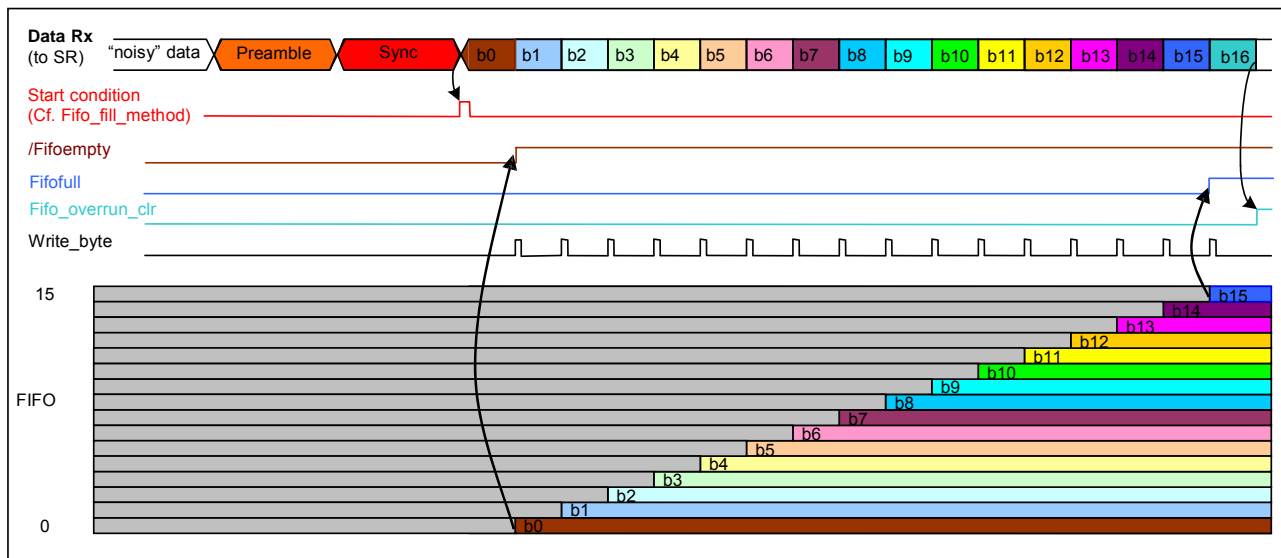 Data Rx
(to SR)
“noisy” data
Preamble
Sync
b0
b1
b2
b3
b4
b5
b6
b7
b8
b9
b10
b11
b12
b13
b14
b15
b16
Start condition
(Cf. Fifo_fill_method)
/Fifoempty
Fifofull
Fifo_overrun_clr
Write_byte
15
b15
b14
b13
b12
b11
b10
b9
FIFO
b8
b7
b6
b5
b4
b3
b2
b1
0
b0